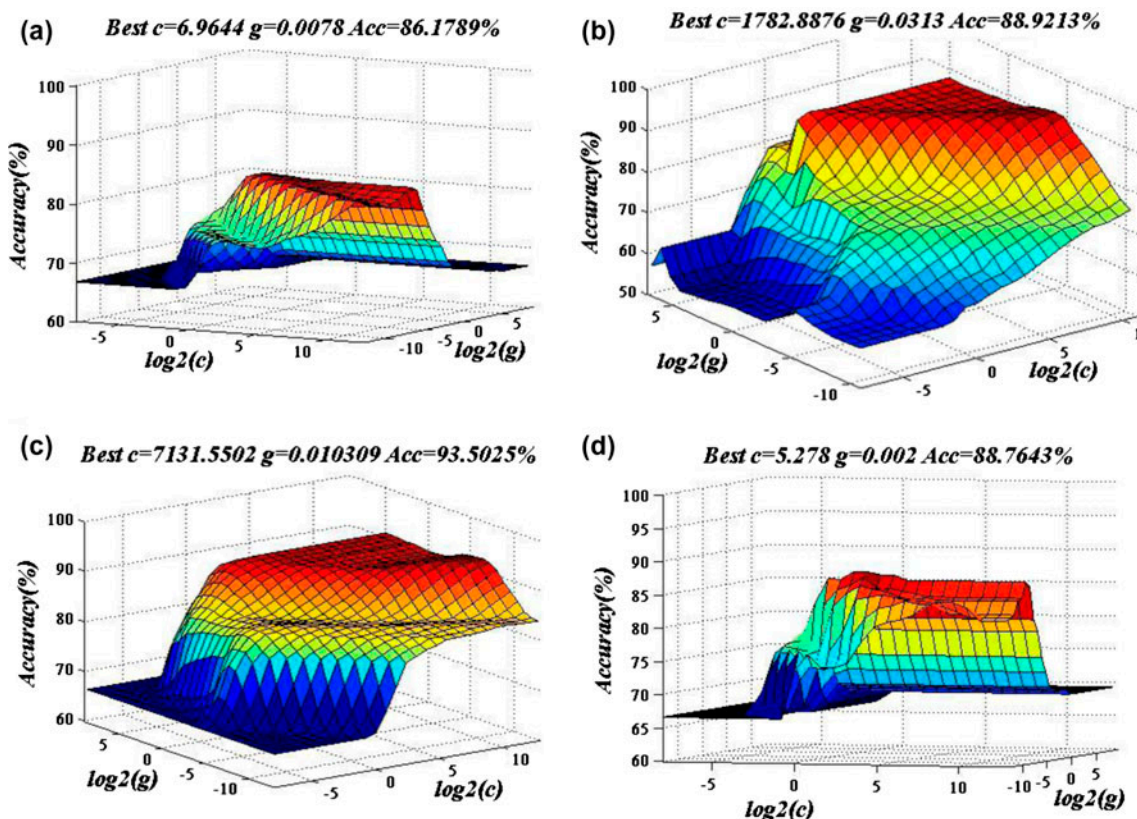 (a)
Best c=6.9644 g=0.0078 Acc=86.1789%
100
90
80
70
60
Accuracy(%)
-5
0
5
10
log2(c)
-10
-5
0
5
log2(g)
(b)
Best c=1782.8876 g=0.0313 Acc=88.9213%
100
90
80
70
60
50
Accuracy(%)
5
0
-5
-10
log2(g)
-5
0
5
log2(c)
(c)
Best c=7131.5502 g=0.010309 Acc=93.5025%
100
90
80
70
60
Accuracy(%)
5
0
-5
-10
log2(g)
-5
0
5
10
log2(c)
(d)
Best c=5.278 g=0.002 Acc=88.7643%
100
95
90
85
80
75
70
65
60
Accuracy(%)
-5
0
5
10
log2(c)
-10
-5
0
5
log2(g)